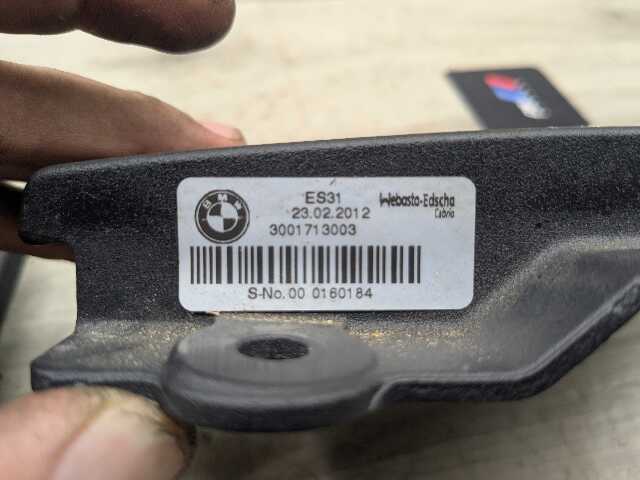 BMW
ES31
23.02.2012
3001713003
Webasto-Edscha
Cabrio
S-No. 00 0160184